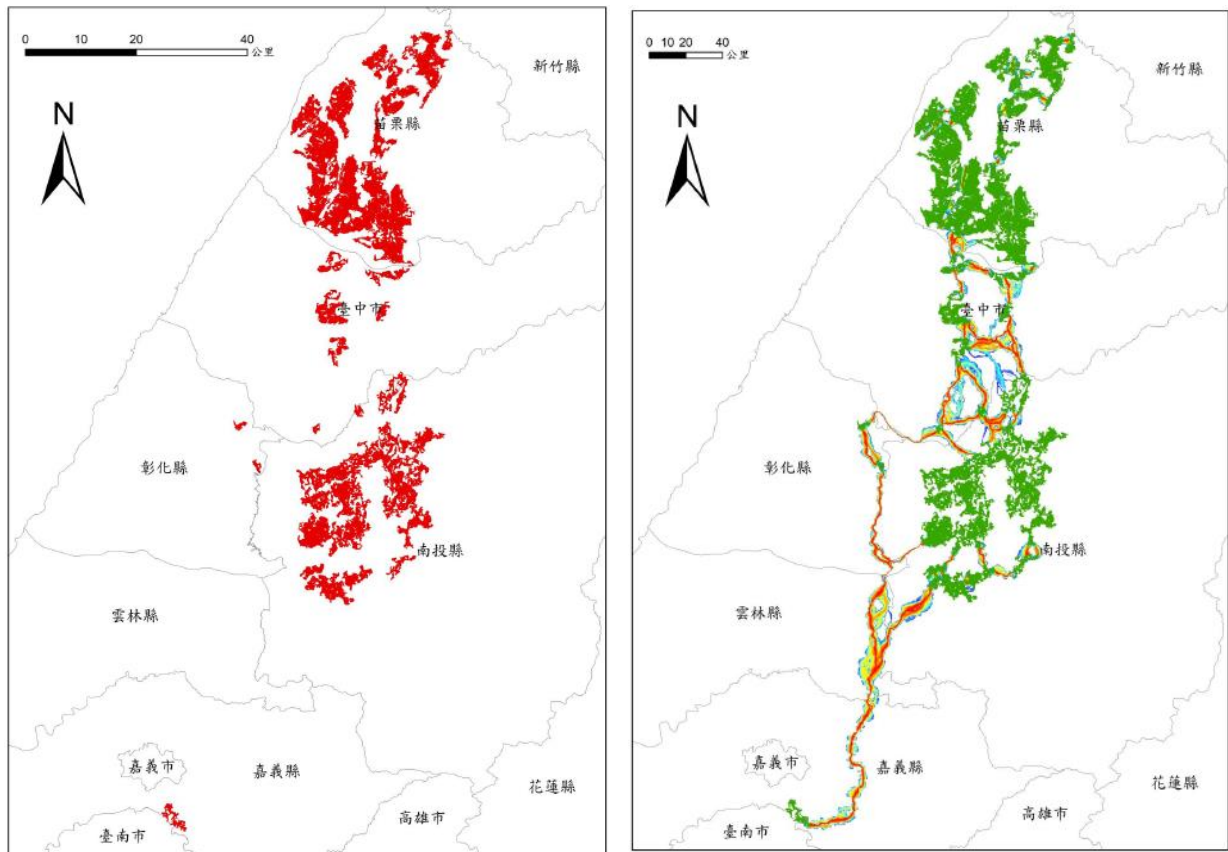 0 10 20 40
公里
新竹縣
N
苗栗縣
臺中市
彰化縣
南投縣
雲林縣
嘉義市
嘉義縣
花蓮縣
高雄市
臺南市
0 10 20 40
公里
新竹縣
N
苗栗縣
臺中市
彰化縣
南投縣
雲林縣
嘉義市
嘉義縣
花蓮縣
高雄市
臺南市